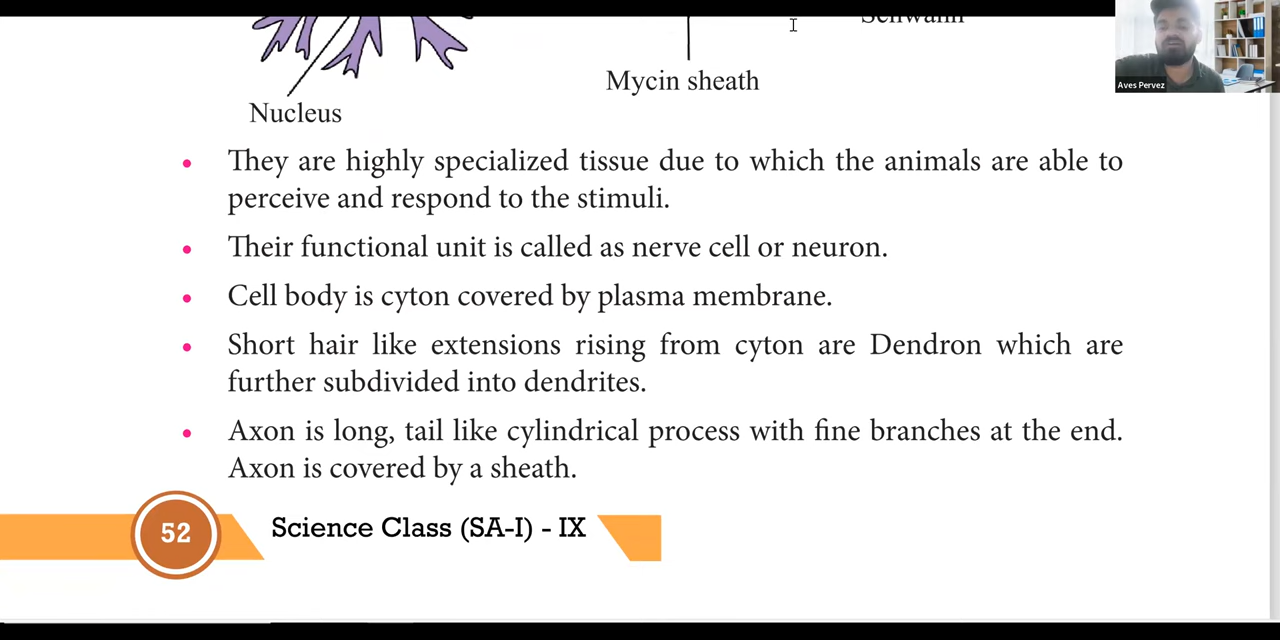 Schwann
Aves Pervez
Mycin sheath
Nucleus
• They are highly specialized tissue due to which the animals are able to
perceive and respond to the stimuli.
• Their functional unit is called as nerve cell or neuron.
• Cell body is cyton covered by plasma membrane.
• Short hair like extensions rising from cyton are Dendron which are
further subdivided into dendrites.
• Axon is long, tail like cylindrical process with fine branches at the end.
Axon is covered by a sheath.
52 Science Class (SA-I) - IX